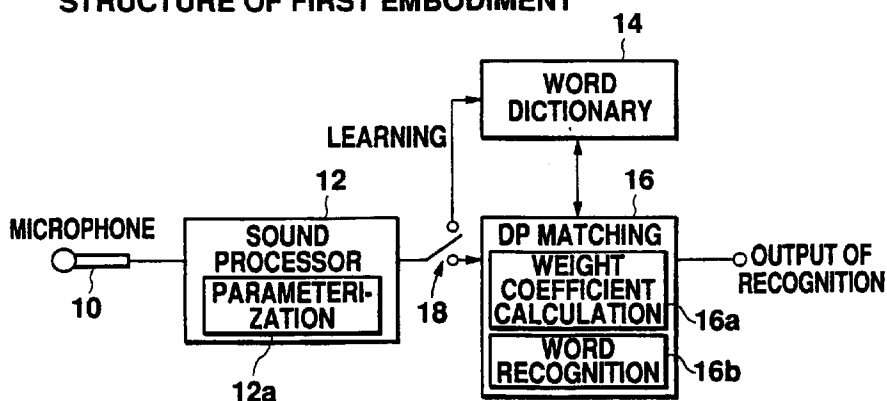 STRUCTURE OF FIRST EMBODIMENT
14
WORD
DICTIONARY
LEARNING
12
16
MICROPHONE
SOUND
PROCESSOR
PARAMETERI-
ZATION
10
12a
18
DP MATCHING
WEIGHT
COEFFICIENT
CALCULATION
16a
WORD
RECOGNITION
16b
OUTPUT OF
RECOGNITION